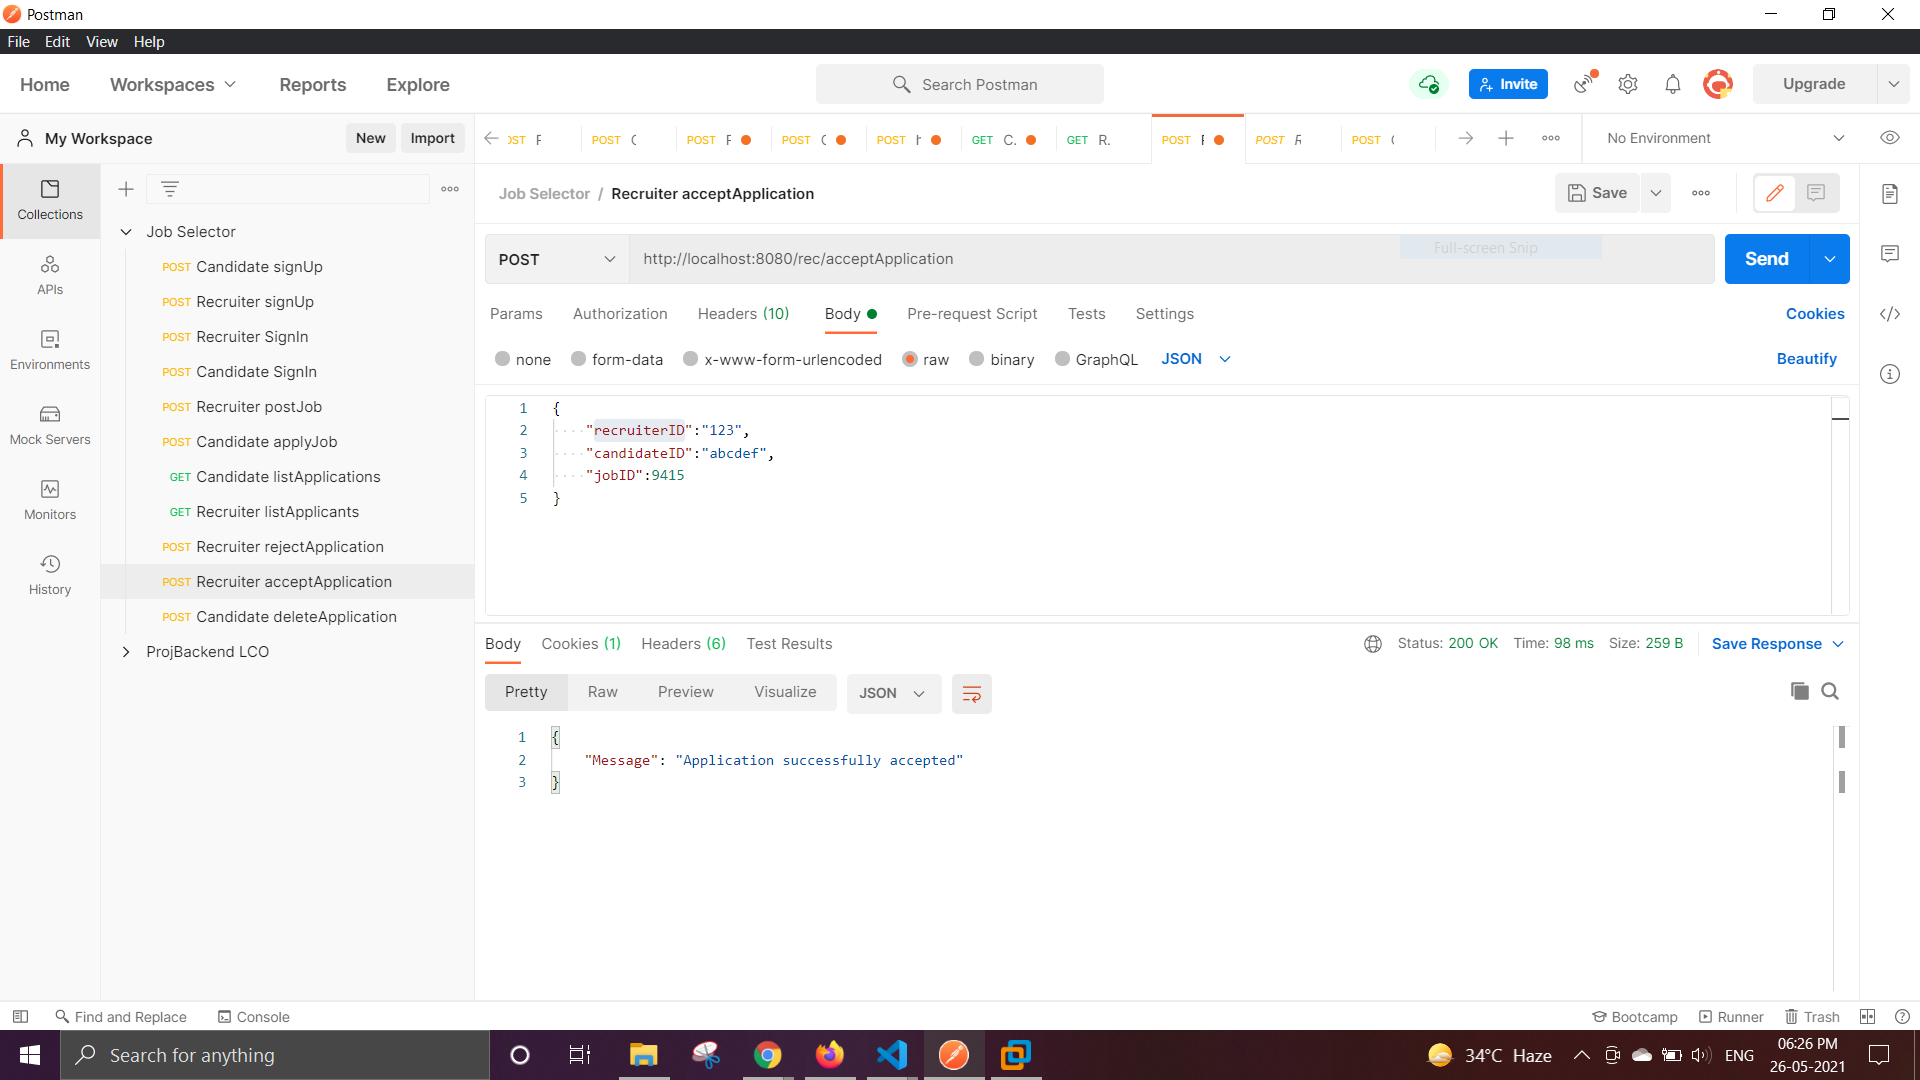 Postman
File Edit View Help
Home Workspaces Reports Explore Search Postman Invite Upgrade
My Workspace New Import
POST POST POST POST GET C. GET R. POST POST POST No Environment
Collections
APIs
Environments
Mock Servers
Monitors
History
Job Selector
POST Candidate signUp
POST Recruiter signUp
POST Recruiter SignIn
POST Candidate SignIn
POST Recruiter postJob
POST Candidate applyJob
GET Candidate listApplications
GET Recruiter listApplicants
POST Recruiter rejectApplication
POST Recruiter acceptApplication
POST Candidate deleteApplication
ProjBackend LCO
Job Selector / Recruiter acceptApplication Save
POST http://localhost:8080/rec/acceptApplication Full-screen Snip Send
Params Authorization Headers (10) Body Pre-request Script Tests Settings Cookies
none form-data x-www-form-urlencoded raw binary GraphQL JSON Beautify
1 {
2 "recruiterID":"123",
3 "candidateID":"abcdef",
4 "jobID":9415
5 }
Body Cookies (1) Headers (6) Test Results Status: 200 OK Time: 98 ms Size: 259 B Save Response
Pretty Raw Preview Visualize JSON
1 {
2 "Message": "Application successfully accepted"
3 }
Find and Replace Console Bootcamp Runner Trash
Search for anything 34°C Haze ENG 06:26 PM
26-05-2021